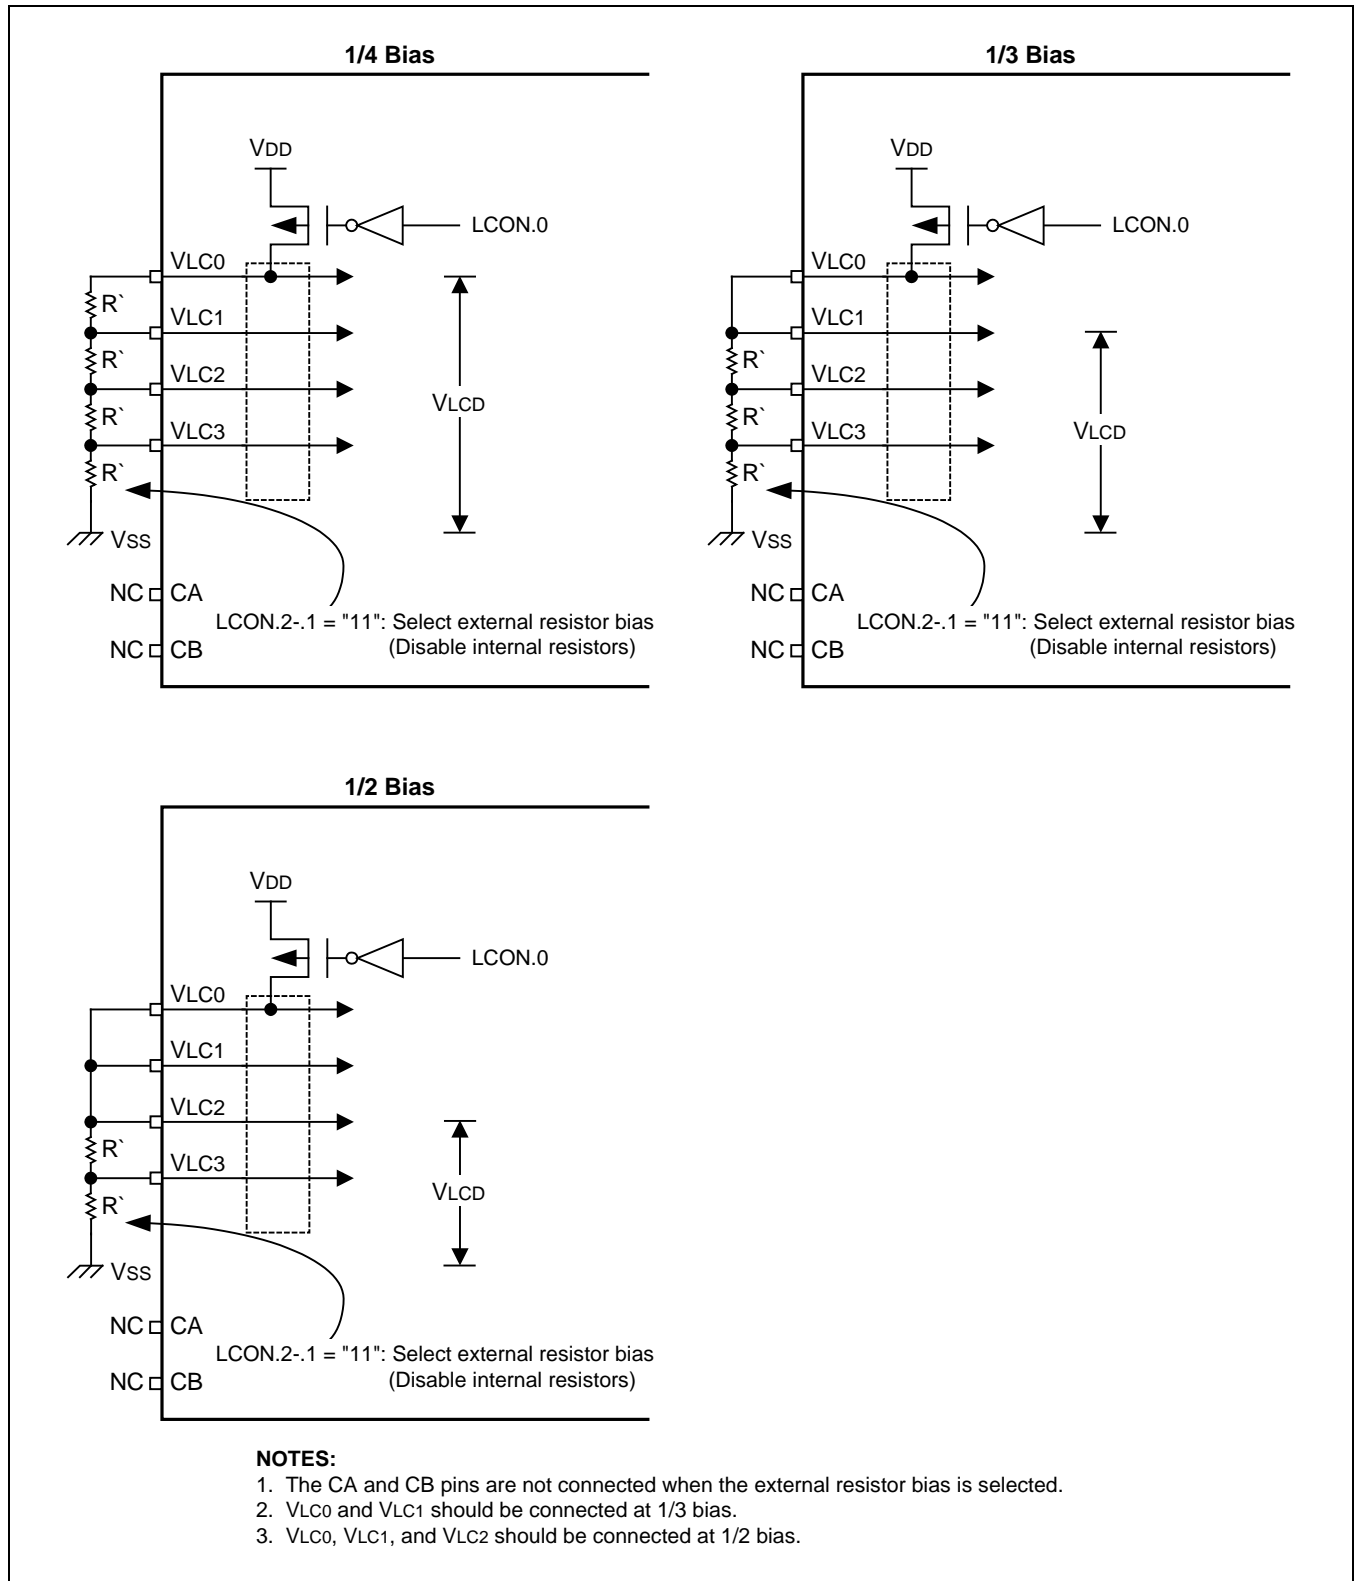 1/4 Bias
VDD
LCON.0
VLC0
R`
VLC1
R`
VLC2
R`
VLC3
R`
VLCD
VSS
NC CA
LCON.2-.1 = "11": Select external resistor bias
(Disable internal resistors)
NC CB
1/3 Bias
VDD
LCON.0
VLC0
VLC1
R`
VLC2
R`
VLC3
R`
VLCD
VSS
NC CA
LCON.2-.1 = "11": Select external resistor bias
(Disable internal resistors)
NC CB
1/2 Bias
VDD
LCON.0
VLC0
VLC1
VLC2
R`
VLC3
R`
VLCD
VSS
NC CA
LCON.2-.1 = "11": Select external resistor bias
(Disable internal resistors)
NC CB
NOTES:
1. The CA and CB pins are not connected when the external resistor bias is selected.
2. VLC0 and VLC1 should be connected at 1/3 bias.
3. VLC0, VLC1, and VLC2 should be connected at 1/2 bias.